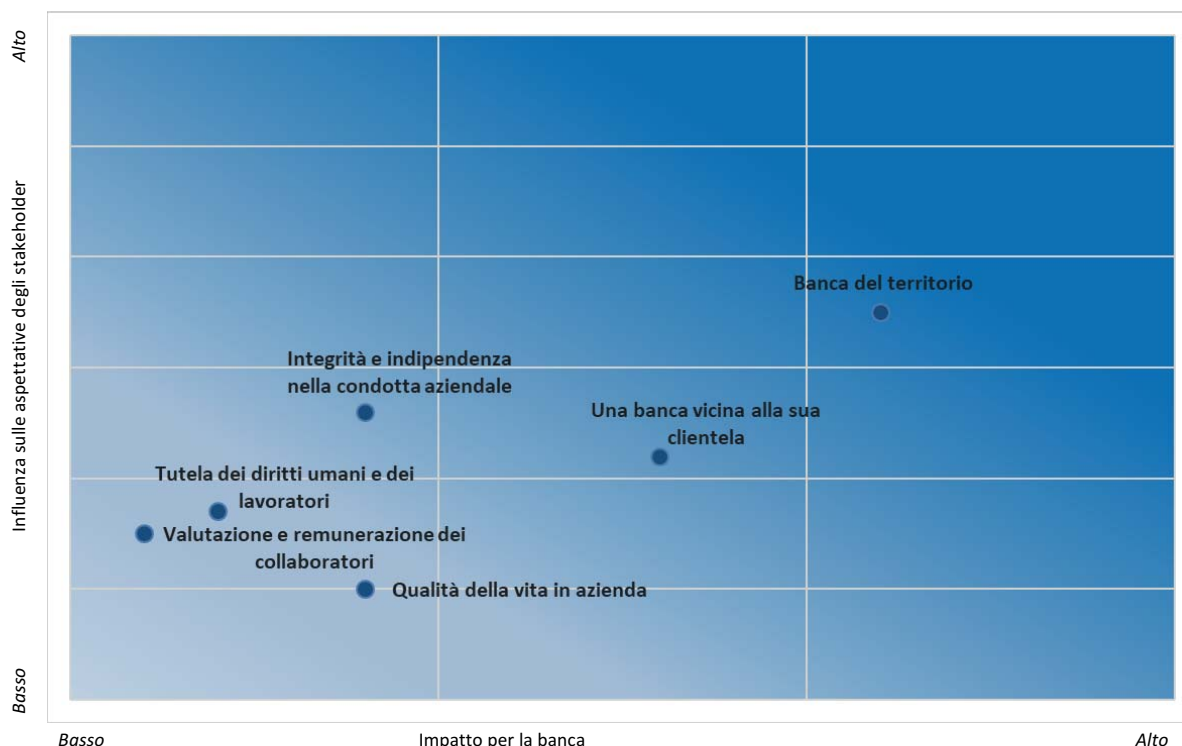 Alto
Influenza sulle aspettative degli stakeholder
Basso
Banca del territorio
Integrità e indipendenza
nella condotta aziendale
Una banca vicina alla sua
clientela
Tutela dei diritti umani e dei
lavoratori
Valutazione e remunerazione dei
collaboratori
Qualità della vita in azienda
Basso
Impatto per la banca
Alto